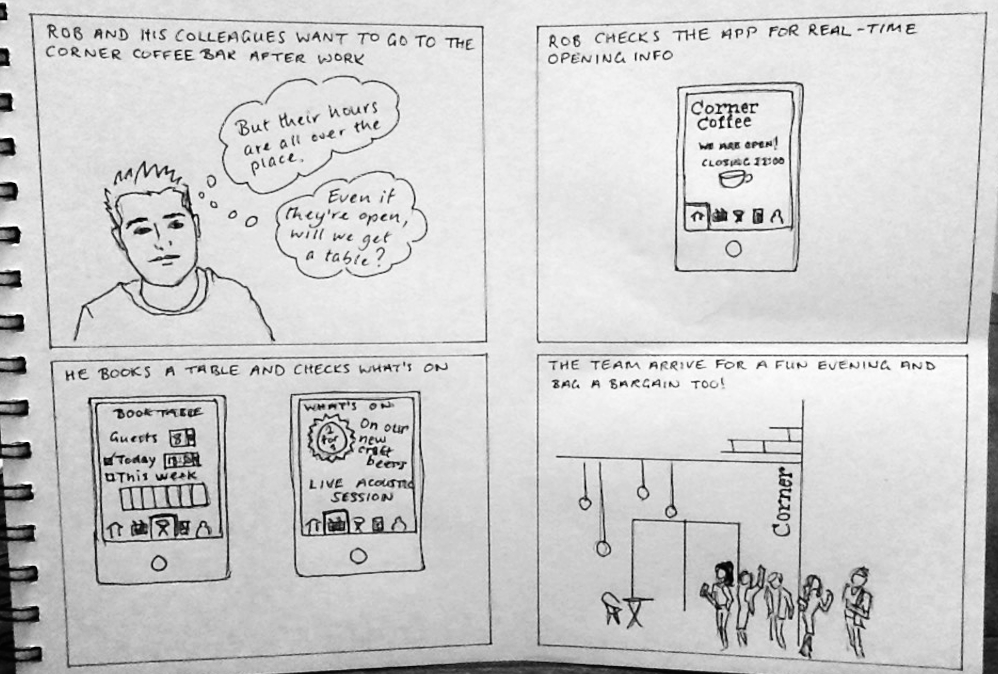 ROB AND HIS COLLEAGUES WANT TO GO TO THE
CORNER COFFEE BAR AFTER WORK
But their hours
are all over the
place.
Even if
they're open,
will we get
a table?
ROB CHECKS THE APP FOR REAL-TIME
OPENING INFO
Corner
Coffee
WE ARE OPEN!
CLOSING 22:00
HE BOOKS A TABLE AND CHECKS WHAT'S ON
BOOK TABLE
Guests 8
Today
This week
WHAT'S ON:
2
for
1
On our
new
craft
beers
LIVE ACOUSTIC
SESSION
THE TEAM ARRIVE FOR A FUN EVENING AND
BAG A BARGAIN TOO!
Corner